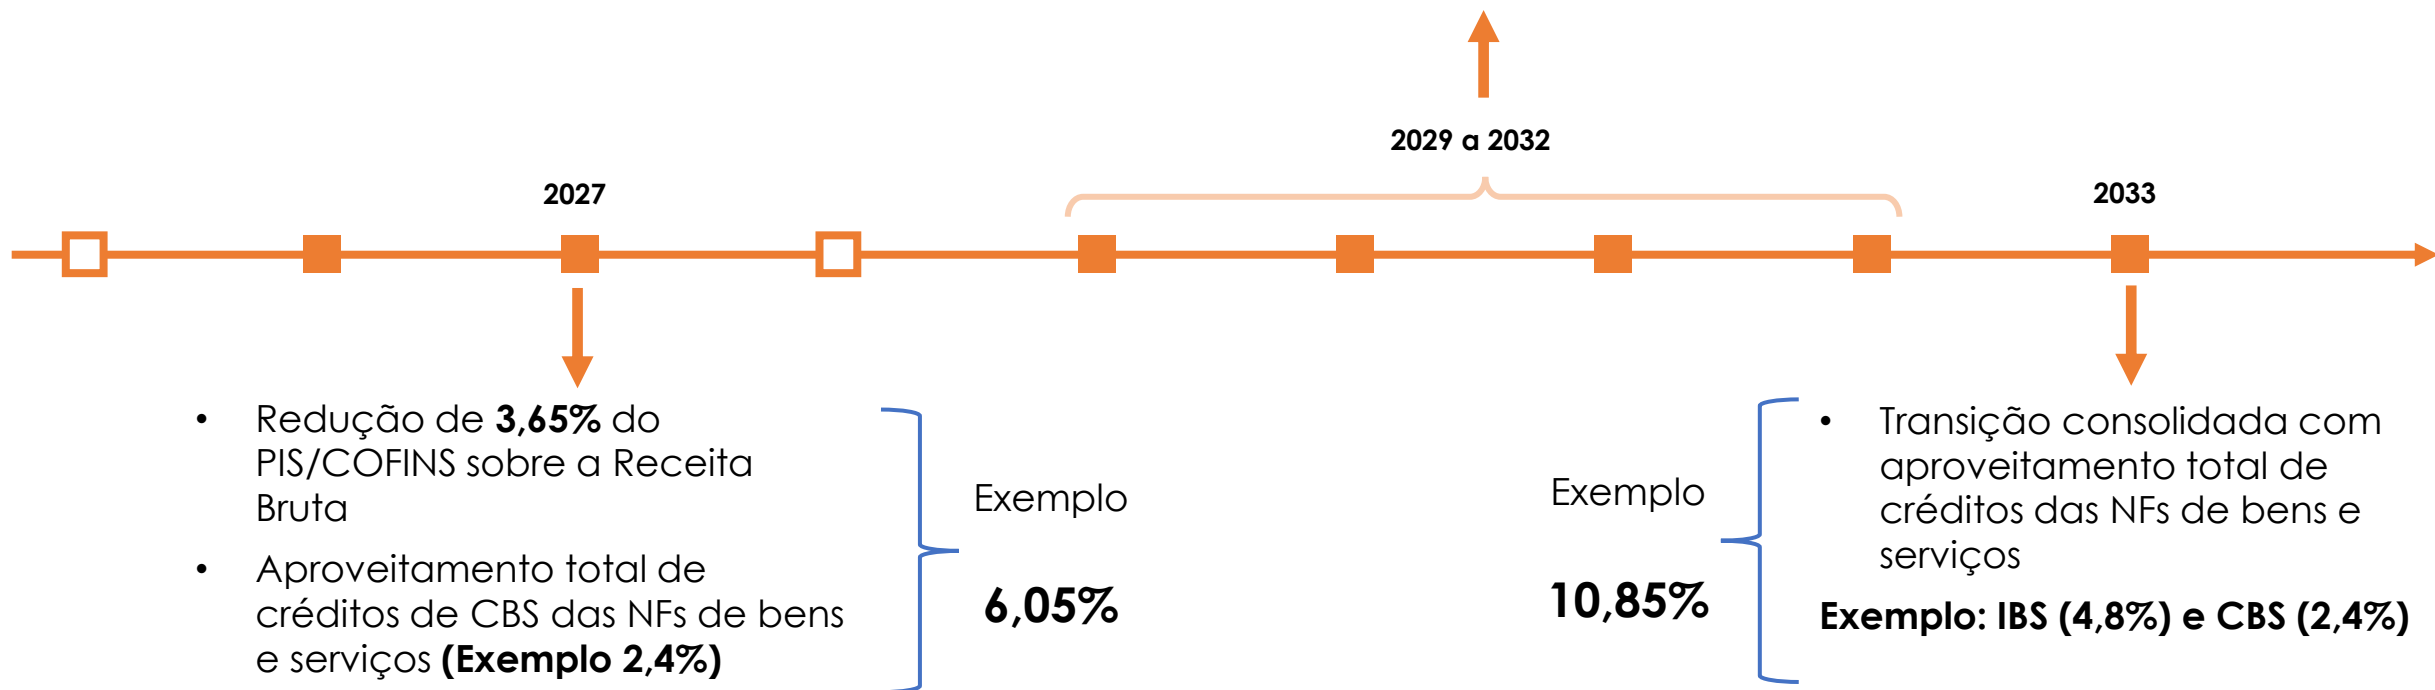 2029 a 2032
2027
2033
• Redução de 3,65% do
PIS/COFINS sobre a Receita
Bruta
• Aproveitamento total de
créditos de CBS das NFs de bens
e serviços (Exemplo 2,4%)
Exemplo
6,05%
Exemplo
10,85%
• Transição consolidada com
aproveitamento total de
créditos das NFs de bens e
serviços
Exemplo: IBS (4,8%) e CBS (2,4%)